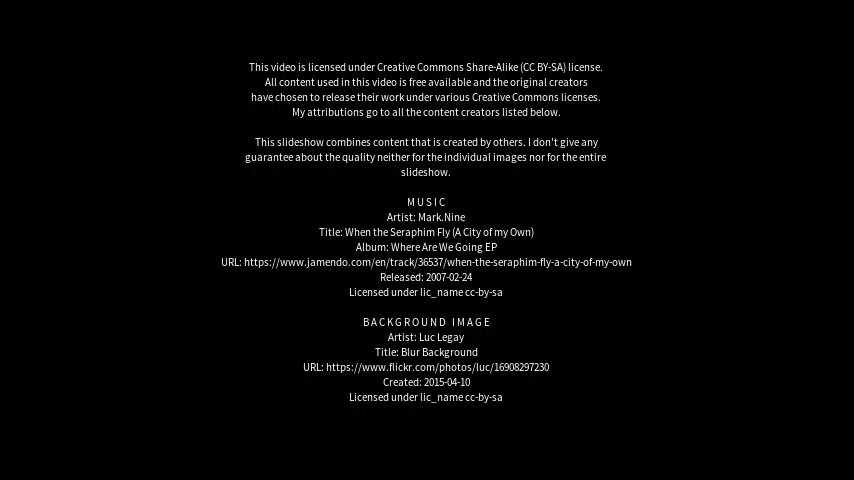 This video is licensed under Creative Commons Share-Alike (CC BY-SA) license.
All content used in this video is free available and the original creators
have chosen to release their work under various Creative Commons licenses.
My attributions go to all the content creators listed below.
This slideshow combines content that is created by others. I don't give any
guarantee about the quality neither for the individual images nor for the entire
slideshow.
MUSIC
Artist: Mark.Nine
Title: When the Seraphim Fly (A City of my Own)
Album: Where Are We Going EP
URL: https://www.jamendo.com/en/track/36537/when-the-seraphim-fly-a-city-of-my-own
Released: 2007-02-24
Licensed under lic_name cc-by-sa
BACKGROUND IMAGE
Artist: Luc Legay
Title: Blur Background
URL: https://www.flickr.com/photos/luc/16908297230
Created: 2015-04-10
Licensed under lic_name cc-by-sa